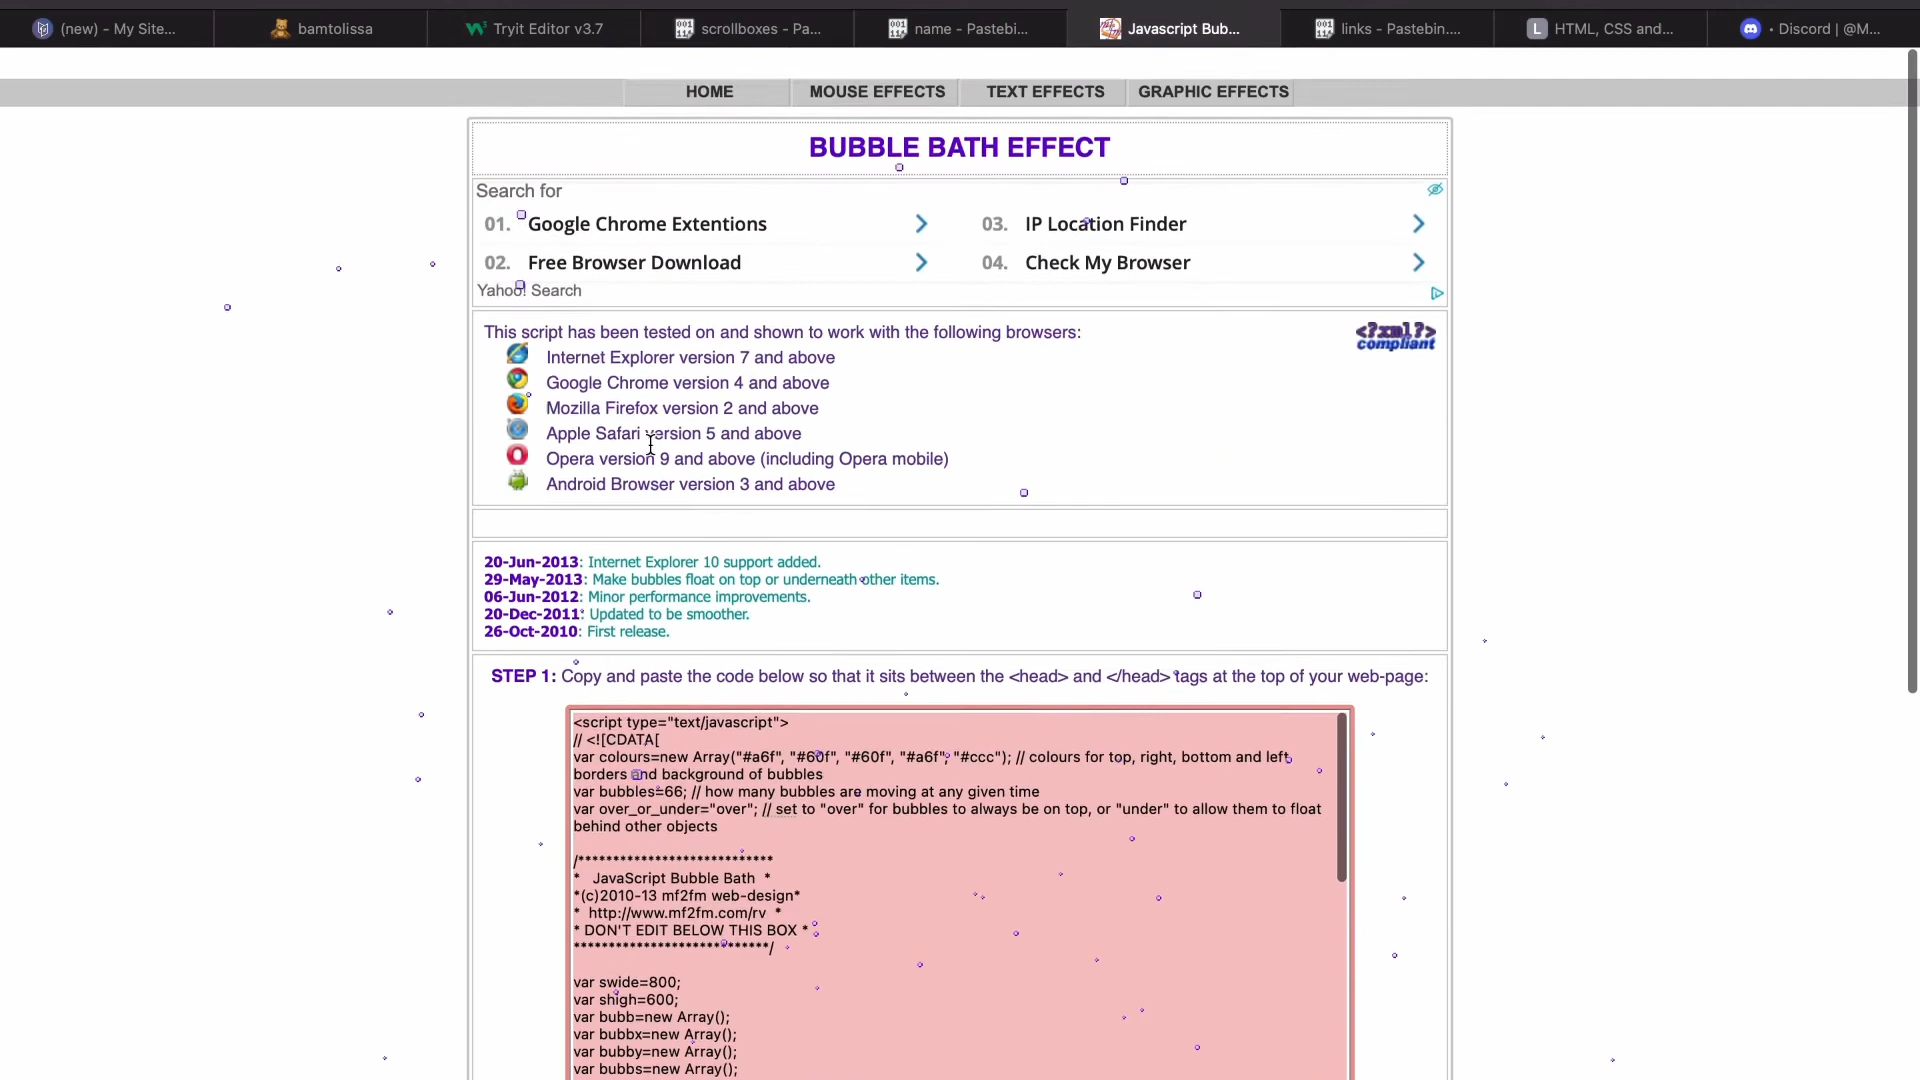 (new) - My Site...
bamtolissa
Tryit Editor v3.7
scrollboxes - Pa...
name - Pastebi...
Javascript Bub...
links - Pastebin....
L
HTML, CSS and...
• Discord | @M...
HOME
MOUSE EFFECTS
TEXT EFFECTS
GRAPHIC EFFECTS
BUBBLE BATH EFFECT
Search for
01. Google Chrome Extentions
03. IP Location Finder
02. Free Browser Download
04. Check My Browser
Yahoo! Search
This script has been tested on and shown to work with the following browsers:
<?xml?>
compliant
Internet Explorer version 7 and above
Google Chrome version 4 and above
Mozilla Firefox version 2 and above
Apple Safari version 5 and above
Opera version 9 and above (including Opera mobile)
Android Browser version 3 and above
20-Jun-2013: Internet Explorer 10 support added.
29-May-2013: Make bubbles float on top or underneath other items.
06-Jun-2012: Minor performance improvements.
20-Dec-2011: Updated to be smoother.
26-Oct-2010: First release.
STEP 1: Copy and paste the code below so that it sits between the <head> and </head> tags at the top of your web-page:
<script type="text/javascript">
// <![CDATA[
var colours=new Array("#a6f", "#60f", "#60f", "#a6f", "#ccc"); // colours for top, right, bottom and left
borders and background of bubbles
var bubbles=66; // how many bubbles are moving at any given time
var over_or_under="over"; // set to "over" for bubbles to always be on top, or "under" to allow them to float
behind other objects
/****************************
* JavaScript Bubble Bath *
*(c)2010-13 mf2fm web-design*
* http://www.mf2fm.com/rv *
* DON'T EDIT BELOW THIS BOX *
****************************/
var swide=800;
var shigh=600;
var bubb=new Array();
var bubbx=new Array();
var bubby=new Array();
var bubbs=new Array();